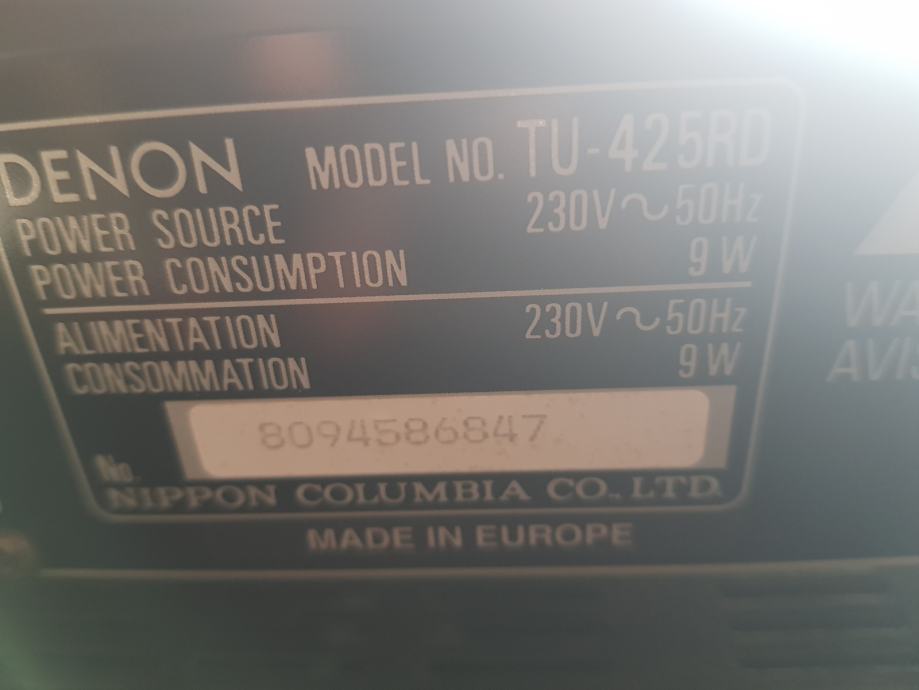 DENON MODEL NO. TU-425RD
POWER SOURCE 230V～50Hz
POWER CONSUMPTION 9 W
ALIMENTATION 230V～50Hz
CONSOMMATION 9 W
No. 8094586847
NIPPON COLUMBIA CO., LTD.
MADE IN EUROPE